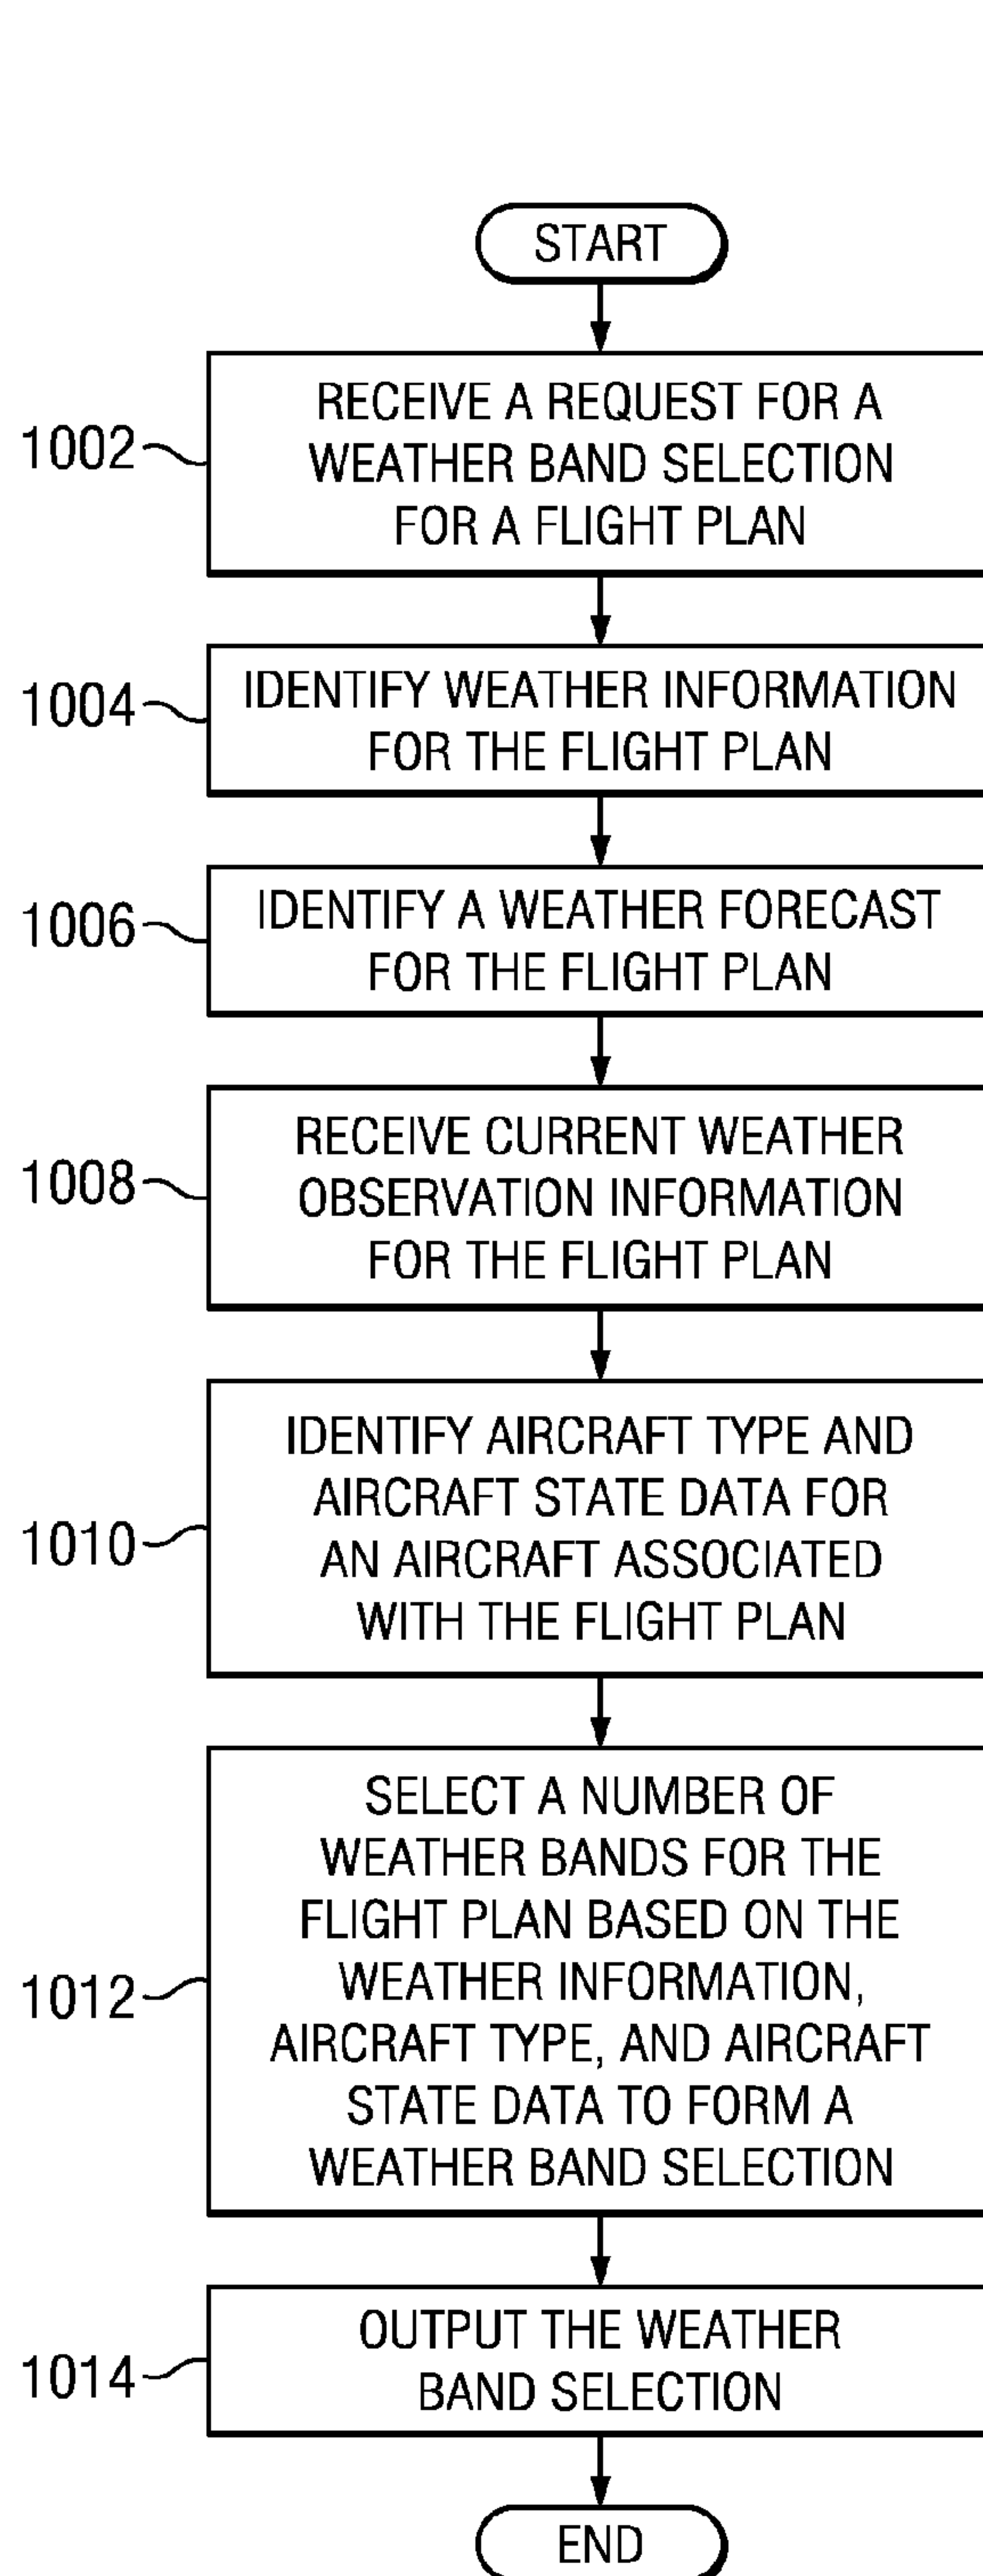 START
1002
RECEIVE A REQUEST FOR A
WEATHER BAND SELECTION
FOR A FLIGHT PLAN
1004
IDENTIFY WEATHER INFORMATION
FOR THE FLIGHT PLAN
1006
IDENTIFY A WEATHER FORECAST
FOR THE FLIGHT PLAN
1008
RECEIVE CURRENT WEATHER
OBSERVATION INFORMATION
FOR THE FLIGHT PLAN
1010
IDENTIFY AIRCRAFT TYPE AND
AIRCRAFT STATE DATA FOR
AN AIRCRAFT ASSOCIATED
WITH THE FLIGHT PLAN
1012
SELECT A NUMBER OF
WEATHER BANDS FOR THE
FLIGHT PLAN BASED ON THE
WEATHER INFORMATION,
AIRCRAFT TYPE, AND AIRCRAFT
STATE DATA TO FORM A
WEATHER BAND SELECTION
1014
OUTPUT THE WEATHER
BAND SELECTION
END